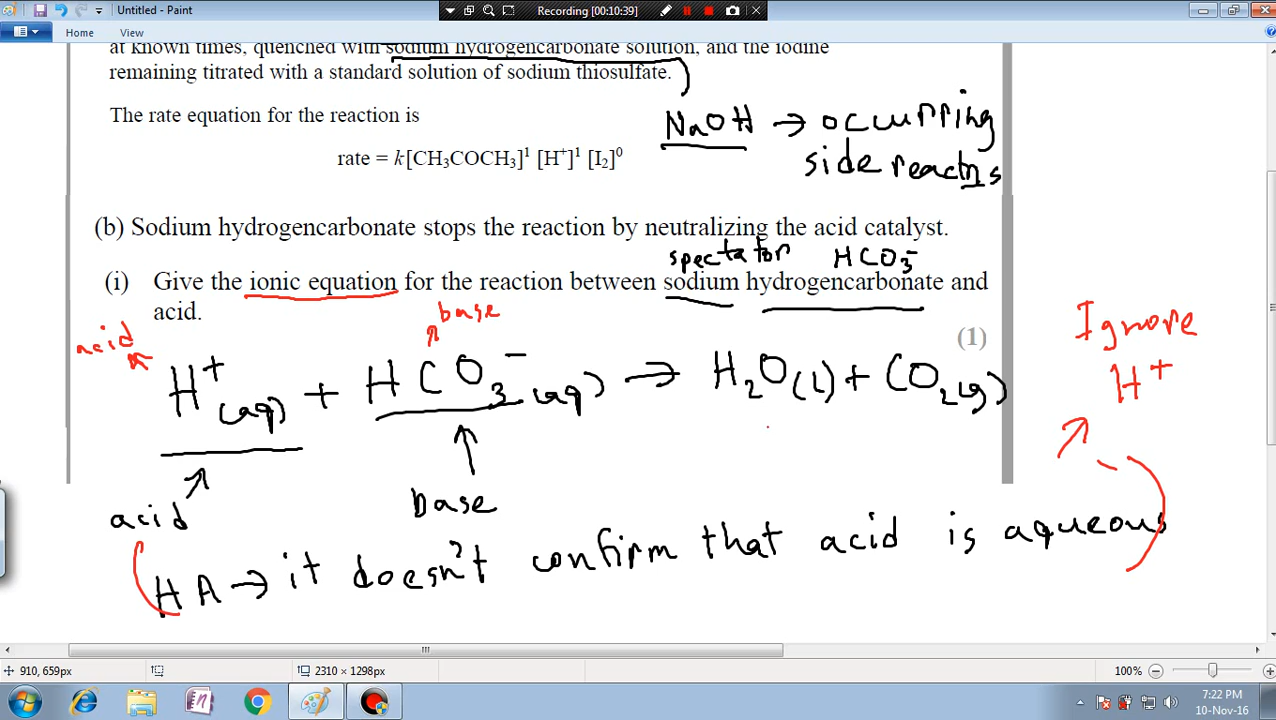 Untitled - Paint
Recording [00:10:39]
Home View
at known times, quenched with sodium hydrogencarbonate solution, and the iodine
remaining titrated with a standard solution of sodium thiosulfate.
The rate equation for the reaction is
NaOH → occurring
side reactns
rate = k[CH₃COCH₃]¹ [H⁺]¹ [I₂]⁰
(b) Sodium hydrogencarbonate stops the reaction by neutralizing the acid catalyst.
spectator HCO₃⁻
(i) Give the ionic equation for the reaction between sodium hydrogencarbonate and
acid.
base
acid
(1)
Ignore
H⁺
H⁺(aq) + HCO₃⁻(aq) → H₂O(l) + CO₂(g)
acid
base
HA → it doesn't confirm that acid is aqueous
910, 659px
2310 × 1298px
100%
7:22 PM
10-Nov-16